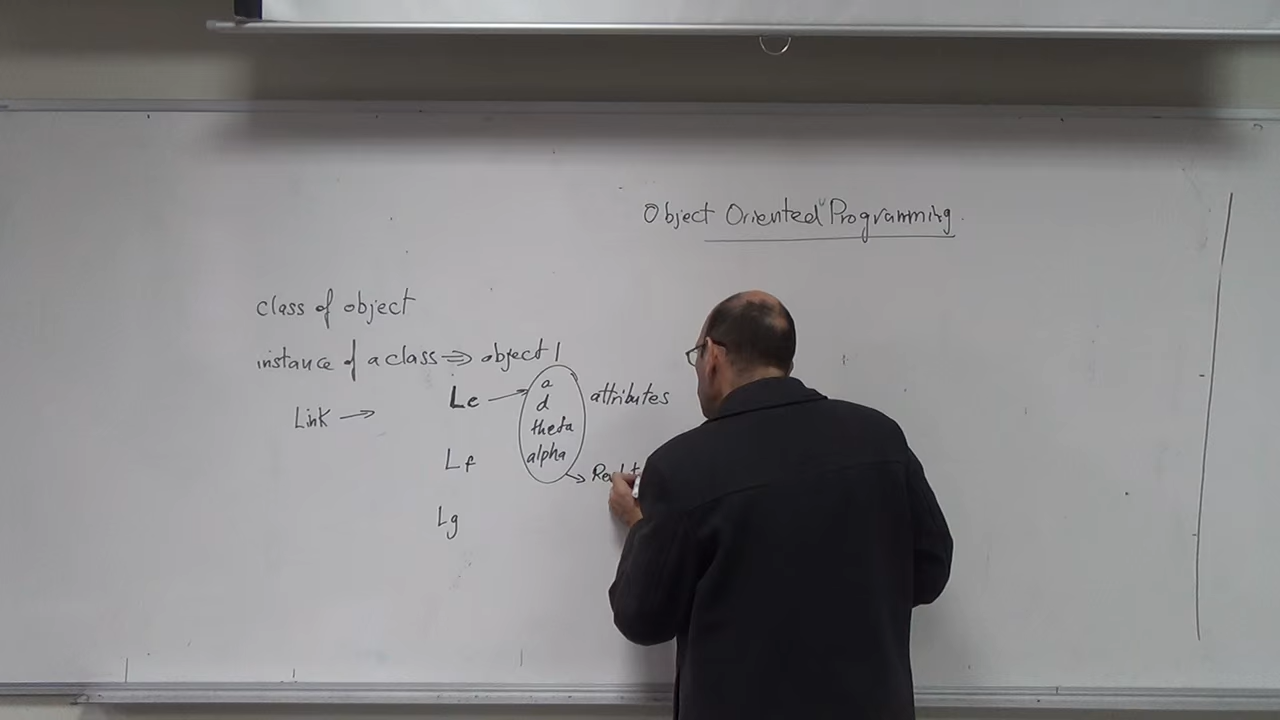 Object Oriented Programming
class of object
instance of a class ⇒ object 1
Link → Le → a
d
theta
alpha
attributes
Lf
Lg